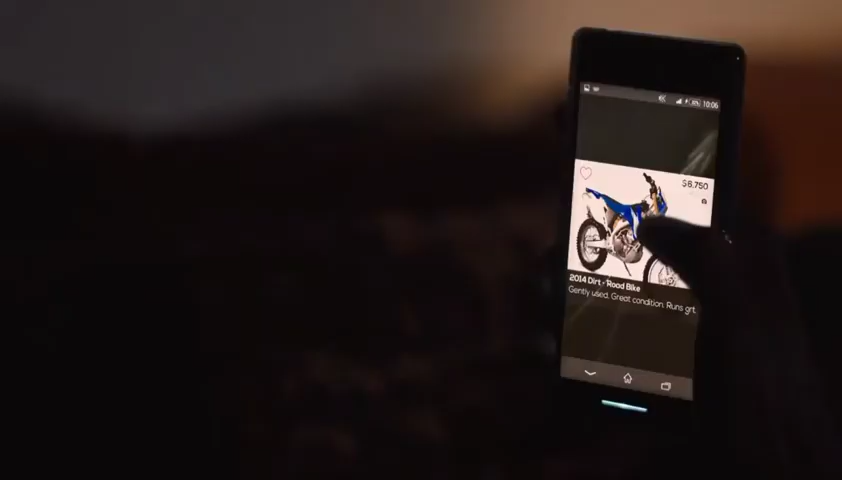 10:06
$6,750
2014 Dirt - Road Bike
Gently used. Great condition. Runs grt.